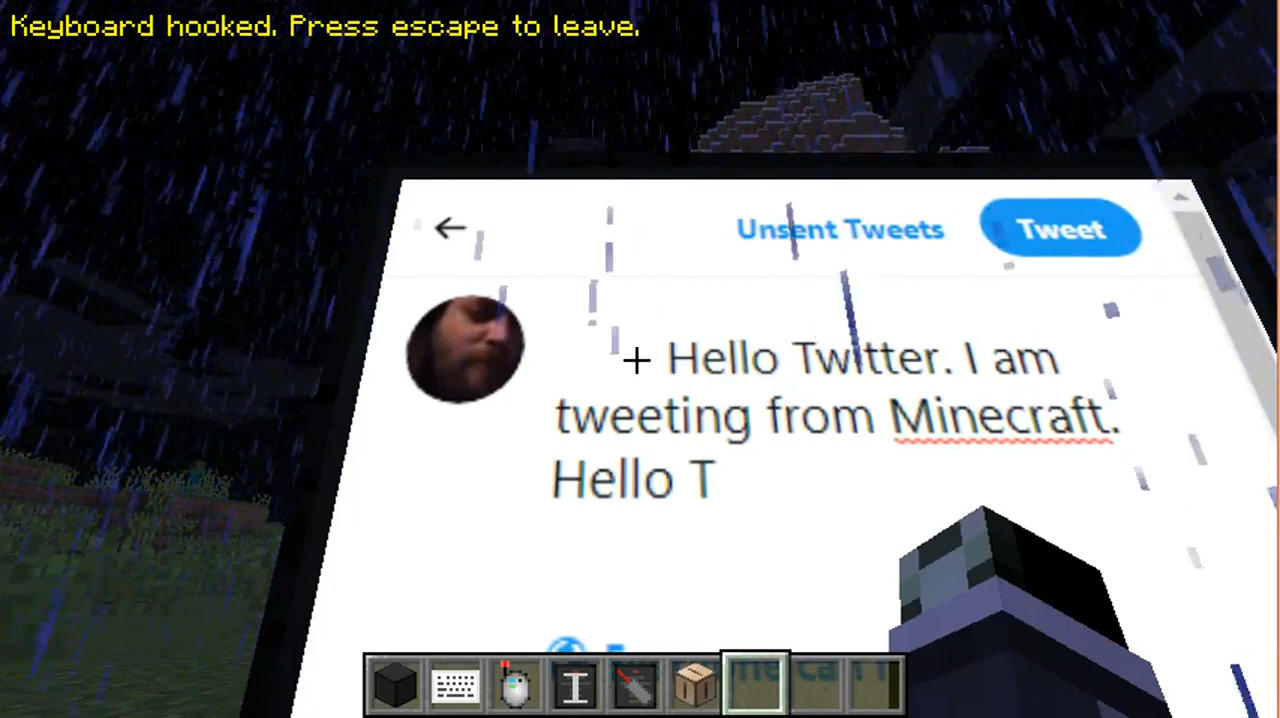 Keyboard hooked. Press escape to leave.
Unsent Tweets
Tweet
Hello Twitter. I am
tweeting from Minecraft.
Hello T